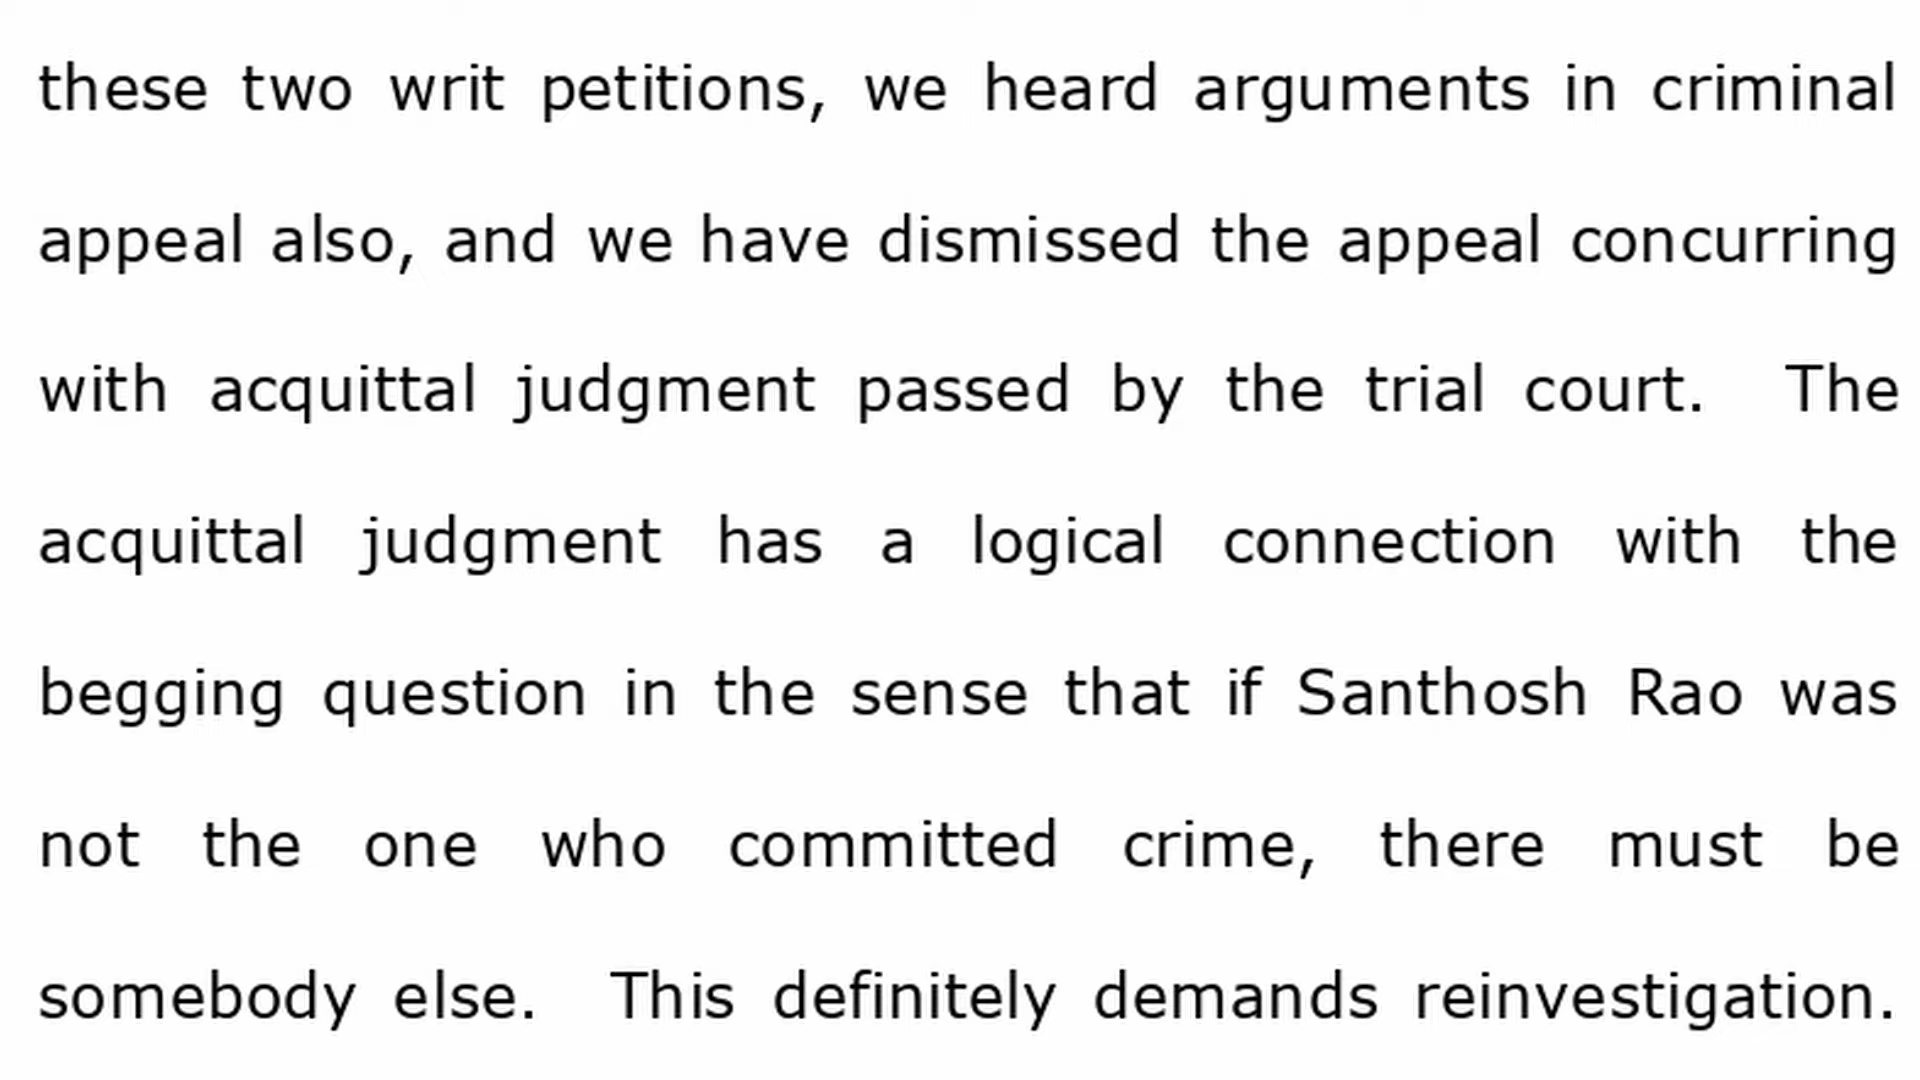 these two writ petitions, we heard arguments in criminal
appeal also, and we have dismissed the appeal concurring
with acquittal judgment passed by the trial court. The
acquittal judgment has a logical connection with the
begging question in the sense that if Santhosh Rao was
not the one who committed crime, there must be
somebody else. This definitely demands reinvestigation.